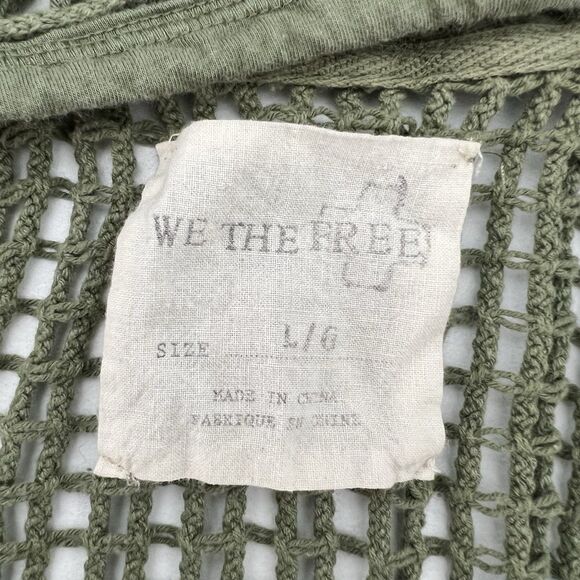 WE THE FREE
SIZE L/G
MADE IN CHINA
FABRIQUE EN CHINE